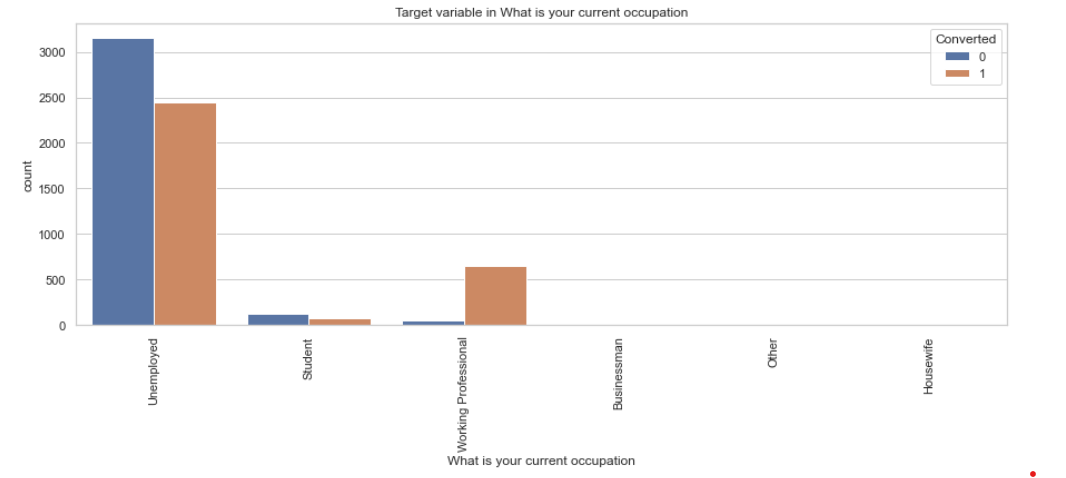 Target variable in What is your current occupation
Converted
0
1
3000
2500
2000
1500
1000
500
0
count
Unemployed
Student
Working Professional
Businessman
Other
Housewife
What is your current occupation